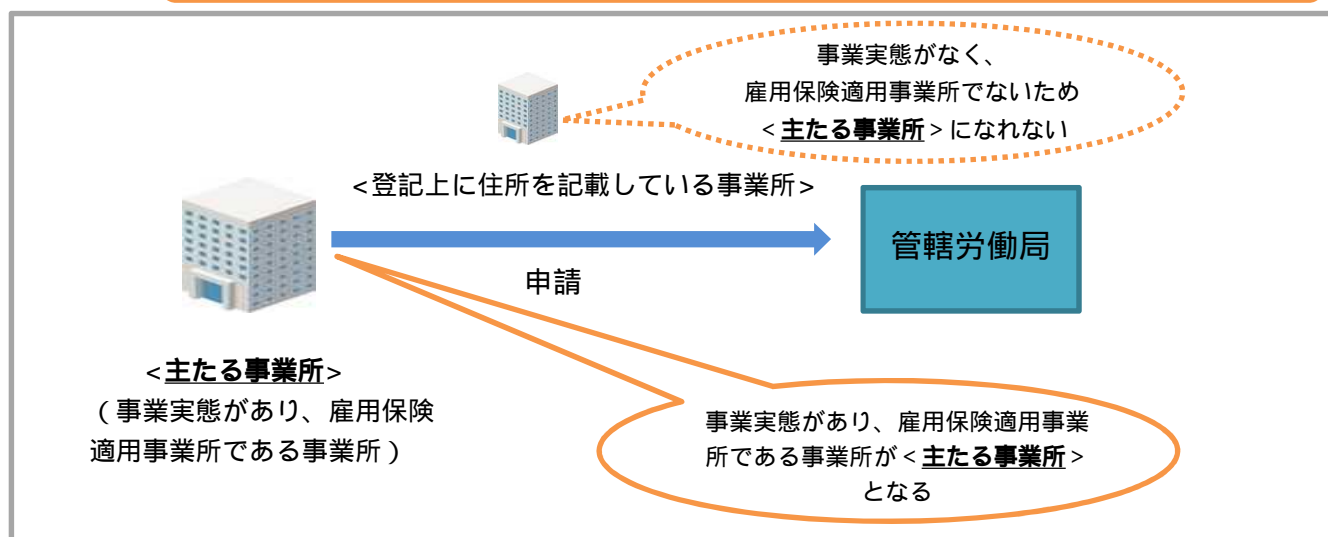 事業実態がなく、
雇用保険適用事業所でないため
<主たる事業所>になれない
<登記上に住所を記載している事業所>
管轄労働局
申請
<主たる事業所>
(事業実態があり、雇用保険
適用事業所である事業所)
事業実態があり、雇用保険適用事業
所である事業所が<主たる事業所>
となる